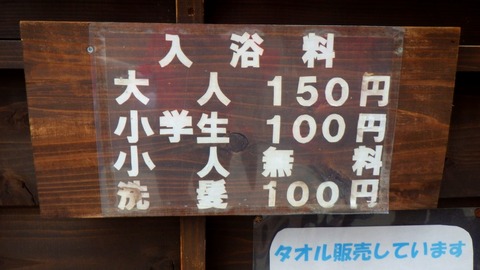 入浴料
大人 150円
小学生 100円
小人 無料
洗髪 100円
タオル販売しています